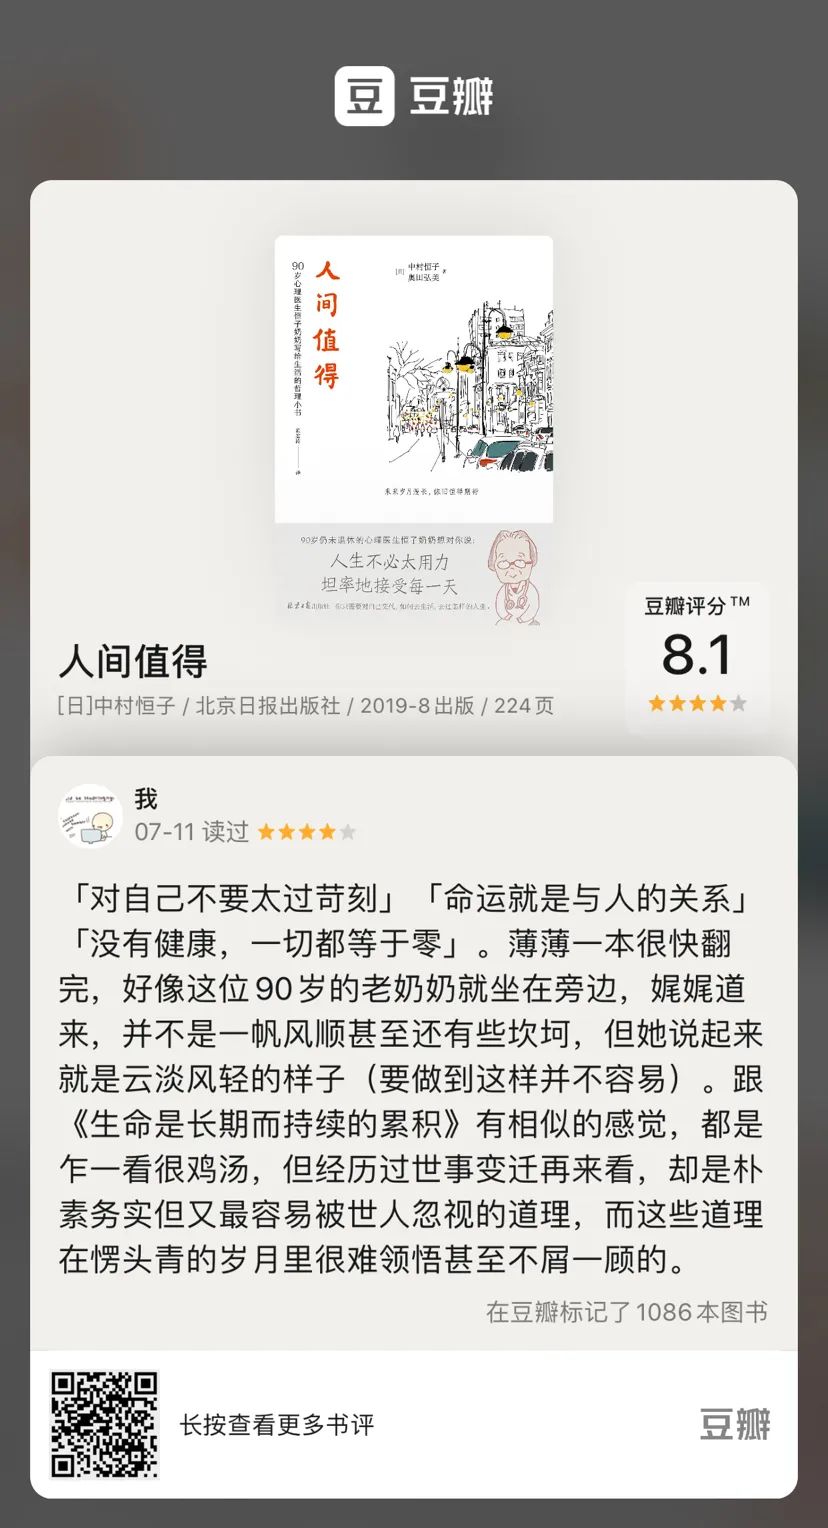 豆 豆瓣
人间值得
90岁心理医生恒子奶奶写给生活的哲理小书
[日] 中村恒子 著
奥田弘美
未来岁月漫长，依旧值得期待
90岁仍未退休的心理医生恒子奶奶想对你说：
人生不必太用力
坦率地接受每一天
豆瓣评分™
8.1
人间值得
[日]中村恒子 / 北京日报出版社 / 2019-8出版 / 224页
我
07-11 读过
「对自己不要太过苛刻」「命运就是与人的关系」
「没有健康，一切都等于零」。薄薄一本很快翻
完，好像这位90岁的老奶奶就坐在旁边，娓娓道
来，并不是一帆风顺甚至还有些坎坷，但她说起来
就是云淡风轻的样子（要做到这样并不容易）。跟
《生命是长期而持续的累积》有相似的感觉，都是
乍一看很鸡汤，但经历过世事变迁再来看，却是朴
素务实但又最容易被世人忽视的道理，而这些道理
在愣头青的岁月里很难领悟甚至不屑一顾的。
在豆瓣标记了1086本图书
长按查看更多书评
豆瓣